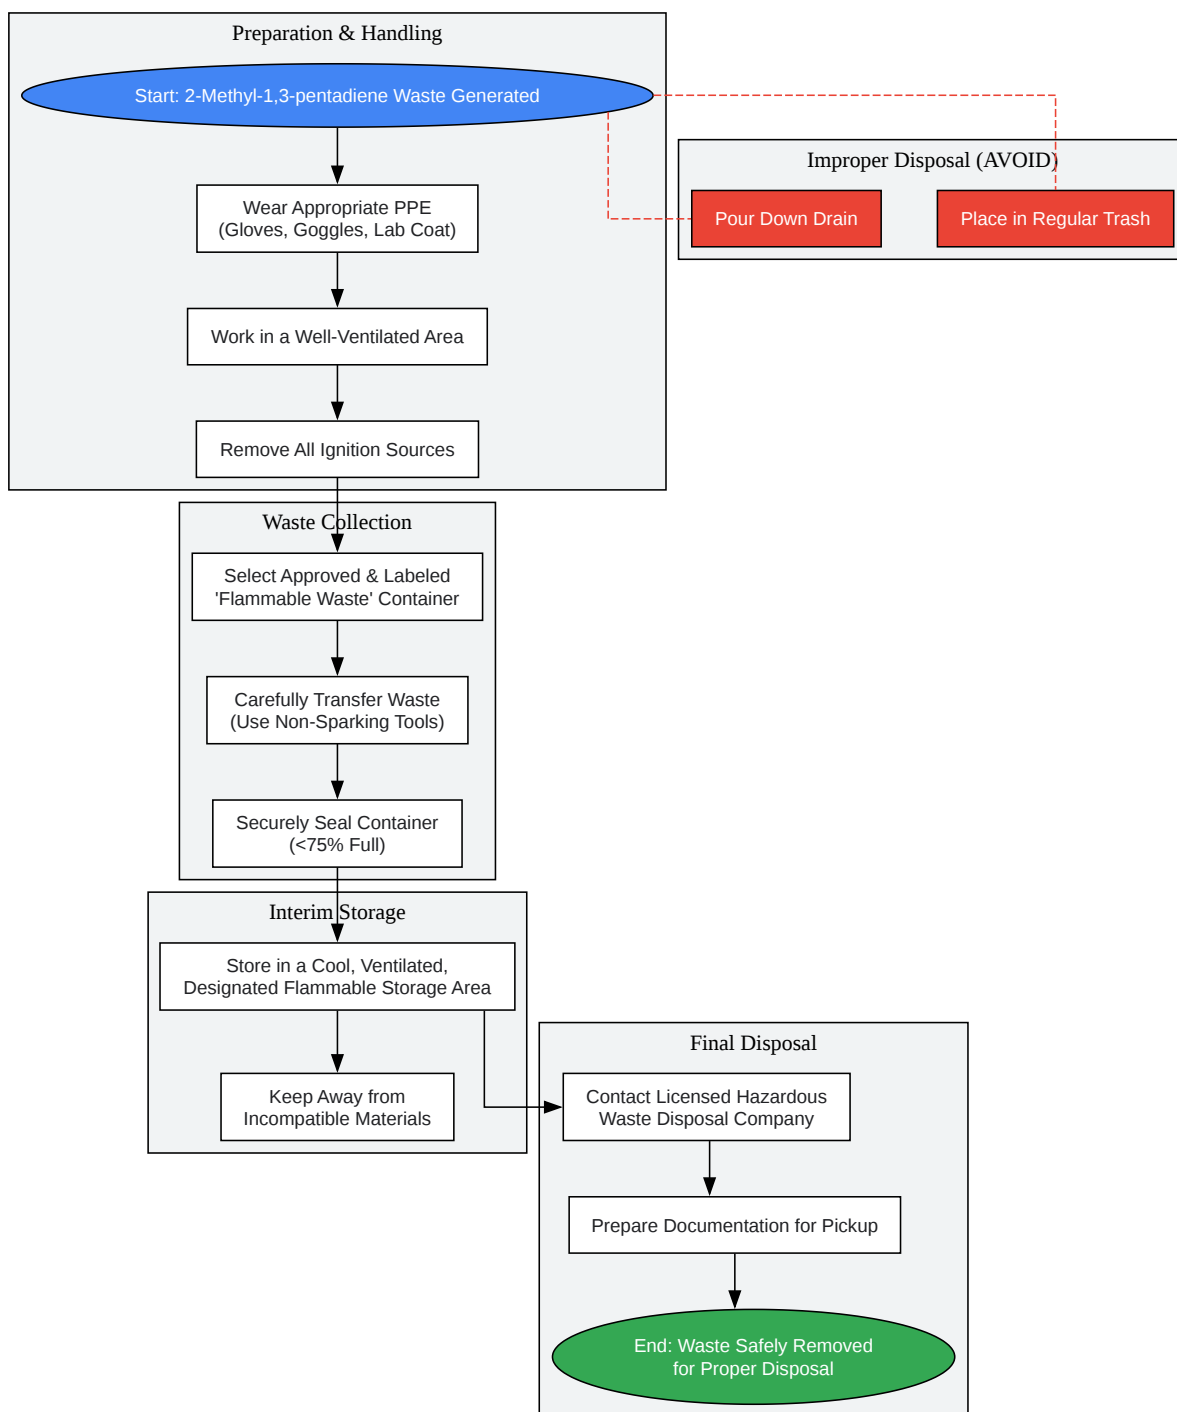 Preparation & Handling
Start: 2-Methyl-1,3-pentadiene Waste Generated
Wear Appropriate PPE
(Gloves, Goggles, Lab Coat)
Work in a Well-Ventilated Area
Remove All Ignition Sources
Improper Disposal (AVOID)
Pour Down Drain
Place in Regular Trash
Waste Collection
Select Approved & Labeled
'Flammable Waste' Container
Carefully Transfer Waste
(Use Non-Sparking Tools)
Securely Seal Container
(<75% Full)
Interim Storage
Store in a Cool, Ventilated,
Designated Flammable Storage Area
Keep Away from
Incompatible Materials
Final Disposal
Contact Licensed Hazardous
Waste Disposal Company
Prepare Documentation for Pickup
End: Waste Safely Removed
for Proper Disposal